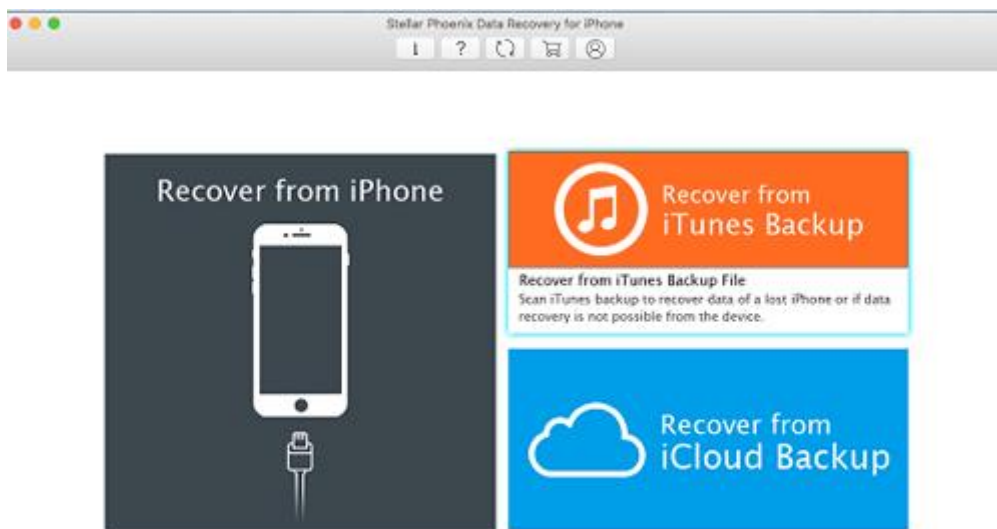 Stellar Phoenix Data Recovery for iPhone
i ?
Recover from iPhone
Recover from
iTunes Backup
Recover from iTunes Backup File
Scan iTunes backup to recover data of a lost iPhone or if data
recovery is not possible from the device.
Recover from
iCloud Backup